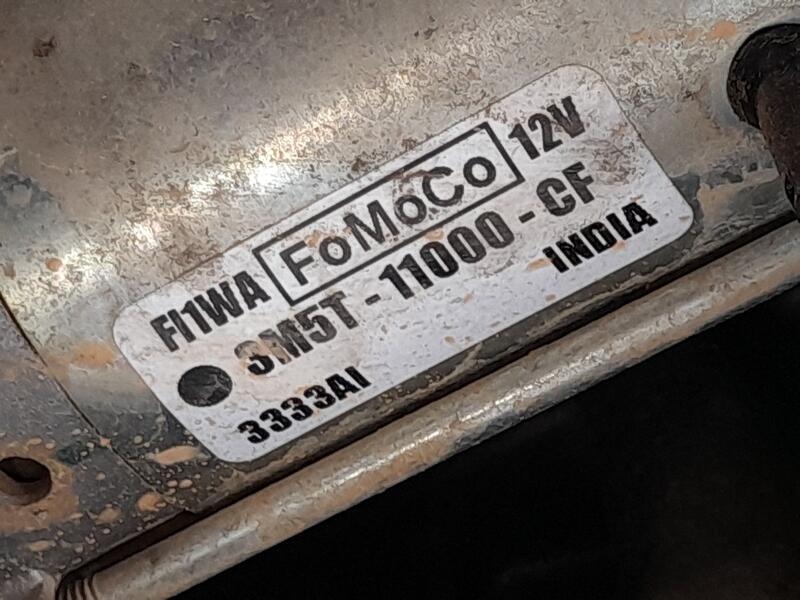 FI1WA FoMoCo 12V
3M5T - 11000 - CF
INDIA
3333AI